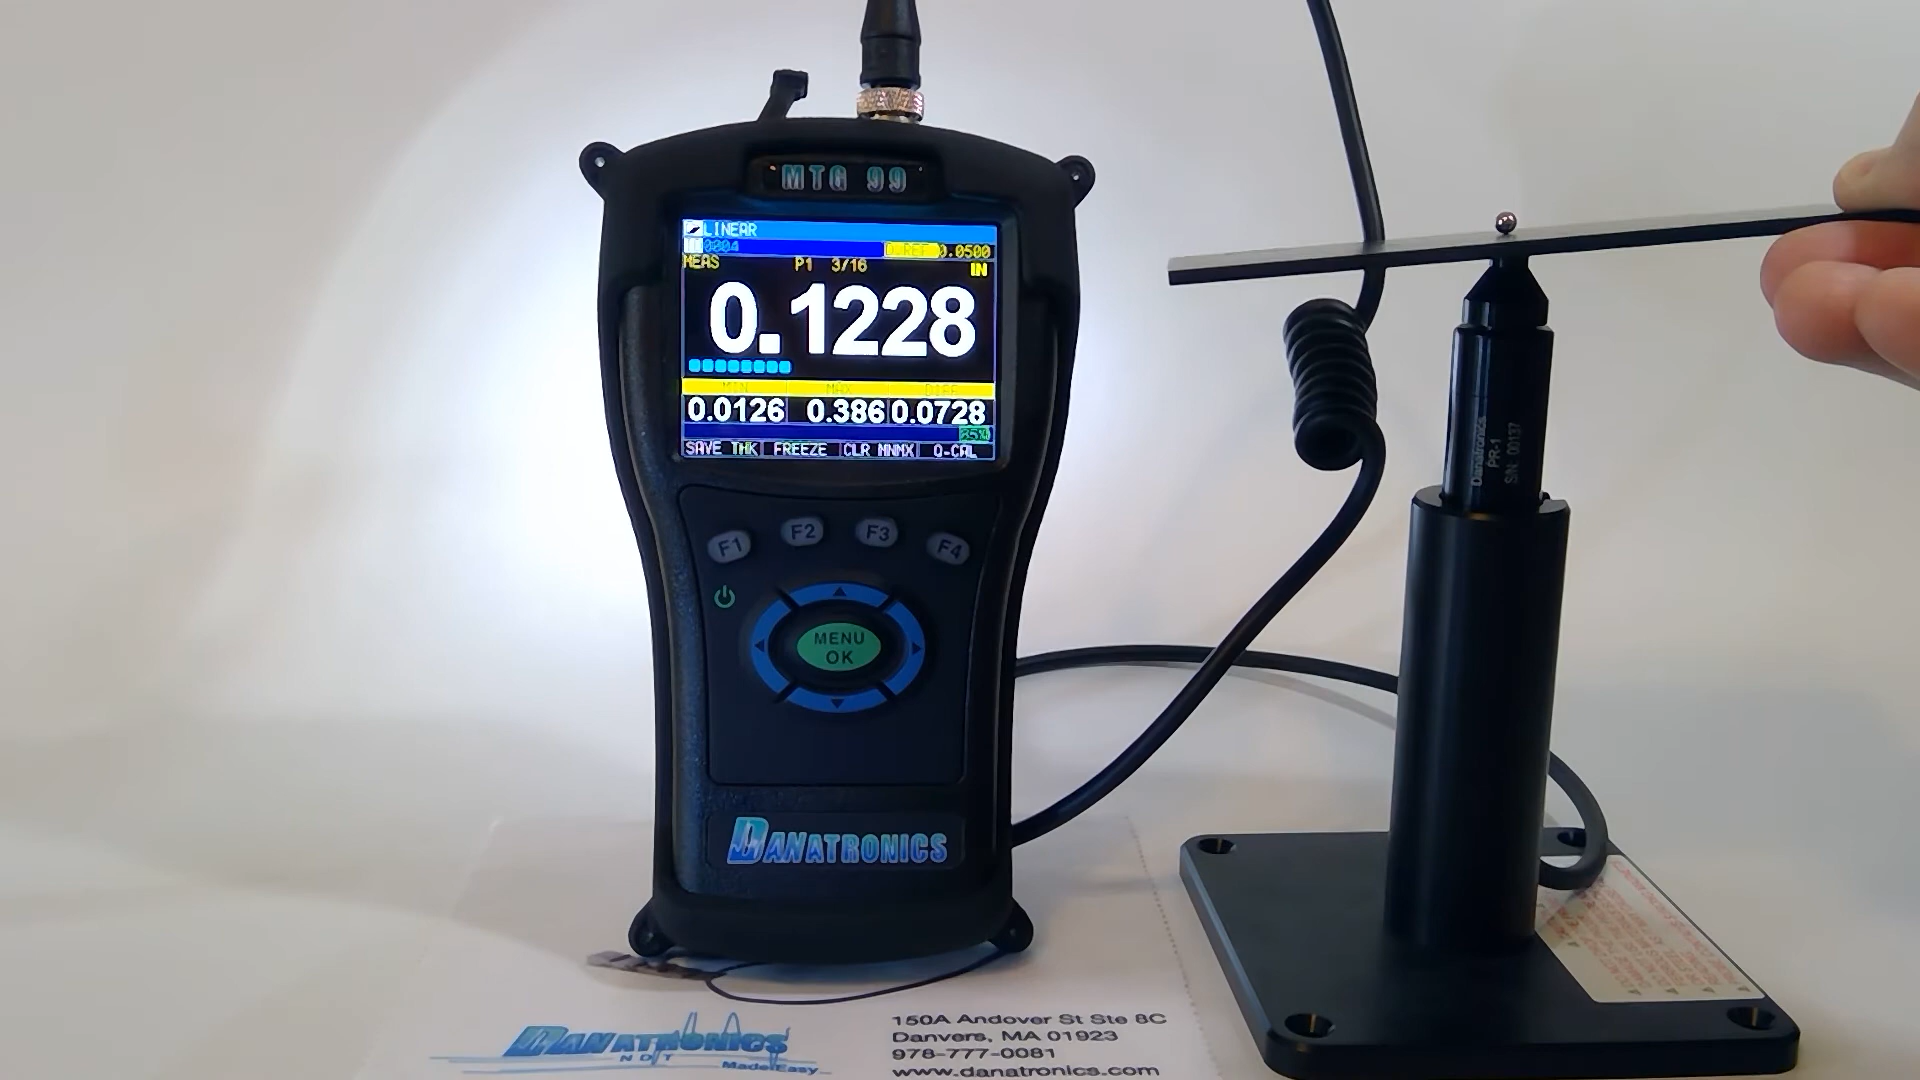 MTG 99
LINEAR
ID 0004 D.REF 0.0500
MEAS P1 3/16 IN
0.1228
MIN MAX DIFF
0.0126 0.386 0.0728
85%
SAVE THK FREEZE CLR MNMX Q-CAL
F1 F2 F3 F4
MENU
OK
DANATRONICS
Danatronics
PR-1
S/N: 00137
DANATRONICS
NDT
Made Easy
150A Andover St Ste 8C
Danvers, MA 01923
978-777-0081
www.danatronics.com